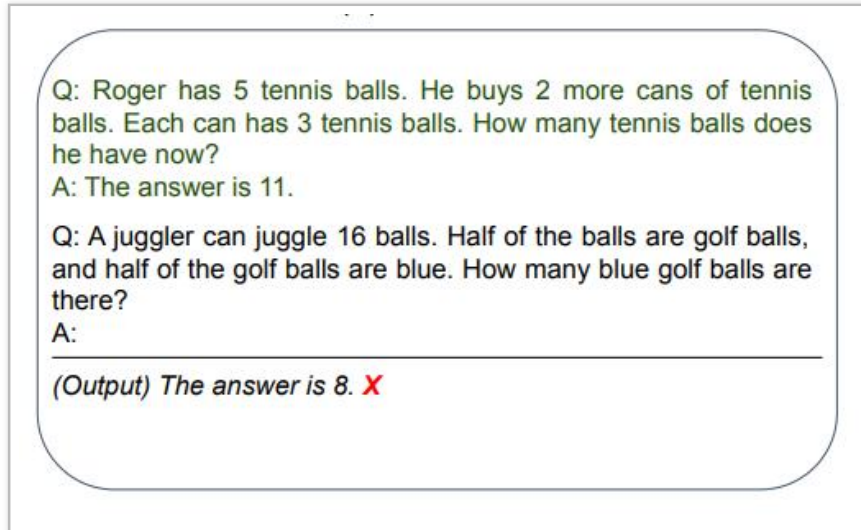 Q: Roger has 5 tennis balls. He buys 2 more cans of tennis
balls. Each can has 3 tennis balls. How many tennis balls does
he have now?
A: The answer is 11.
Q: A juggler can juggle 16 balls. Half of the balls are golf balls,
and half of the golf balls are blue. How many blue golf balls are
there?
A:
(Output) The answer is 8. X